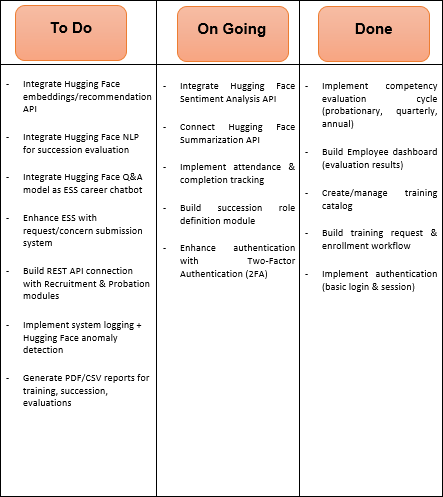 To Do
- Integrate Hugging Face
embeddings/recommendation
API
- Integrate Hugging Face NLP
for succession evaluation
- Integrate Hugging Face Q&A
model as ESS career chatbot
- Enhance ESS with
request/concern submission
system
- Build REST API connection
with Recruitment & Probation
modules
- Implement system logging +
Hugging Face anomaly
detection
- Generate PDF/CSV reports for
training, succession,
evaluations
On Going
- Integrate Hugging Face
Sentiment Analysis API
- Connect Hugging Face
Summarization API
- Implement attendance &
completion tracking
- Build succession role
definition module
- Enhance authentication
with Two-Factor
Authentication (2FA)
Done
- Implement competency
evaluation cycle
(probationary, quarterly,
annual)
- Build Employee dashboard
(evaluation results)
- Create/manage training
catalog
- Build training request &
enrollment workflow
- Implement authentication
(basic login & session)